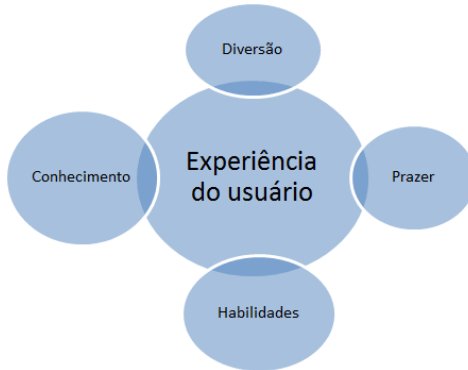 Diversão
Conhecimento
Experiência
do usuário
Prazer
Habilidades